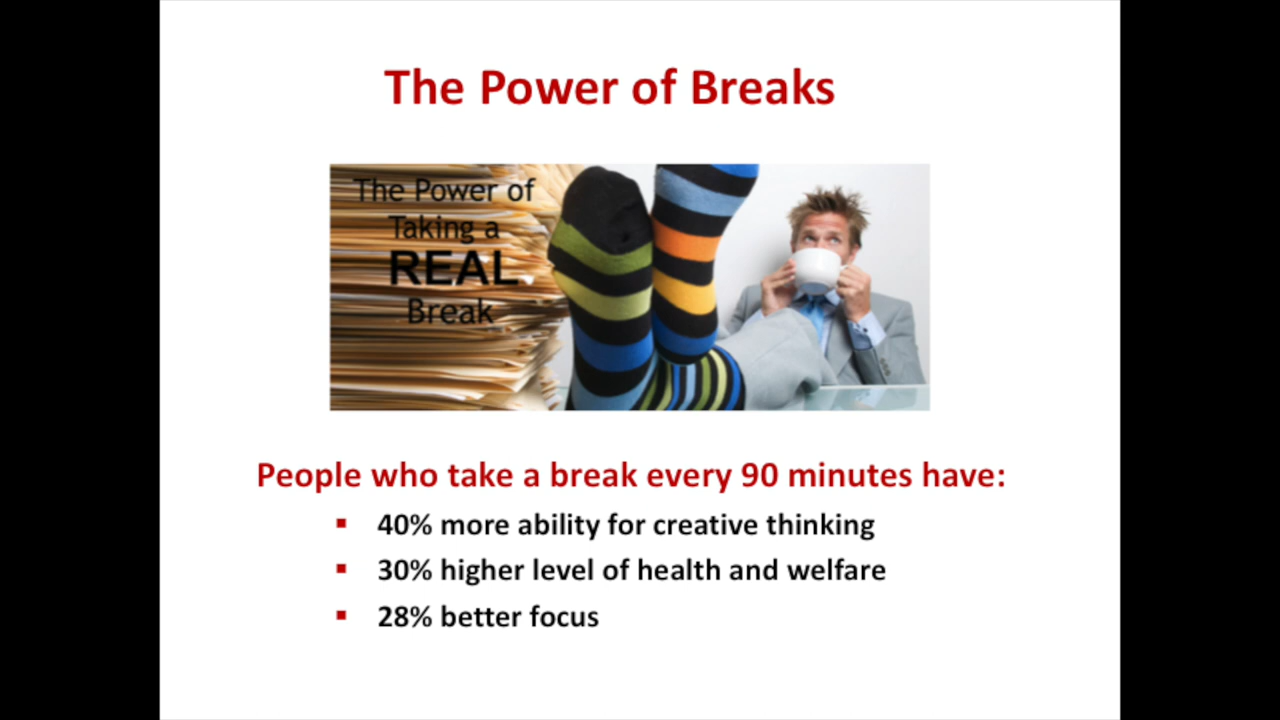 The Power of Breaks
The Power of
Taking a
REAL
Break
People who take a break every 90 minutes have:
40% more ability for creative thinking
30% higher level of health and welfare
28% better focus